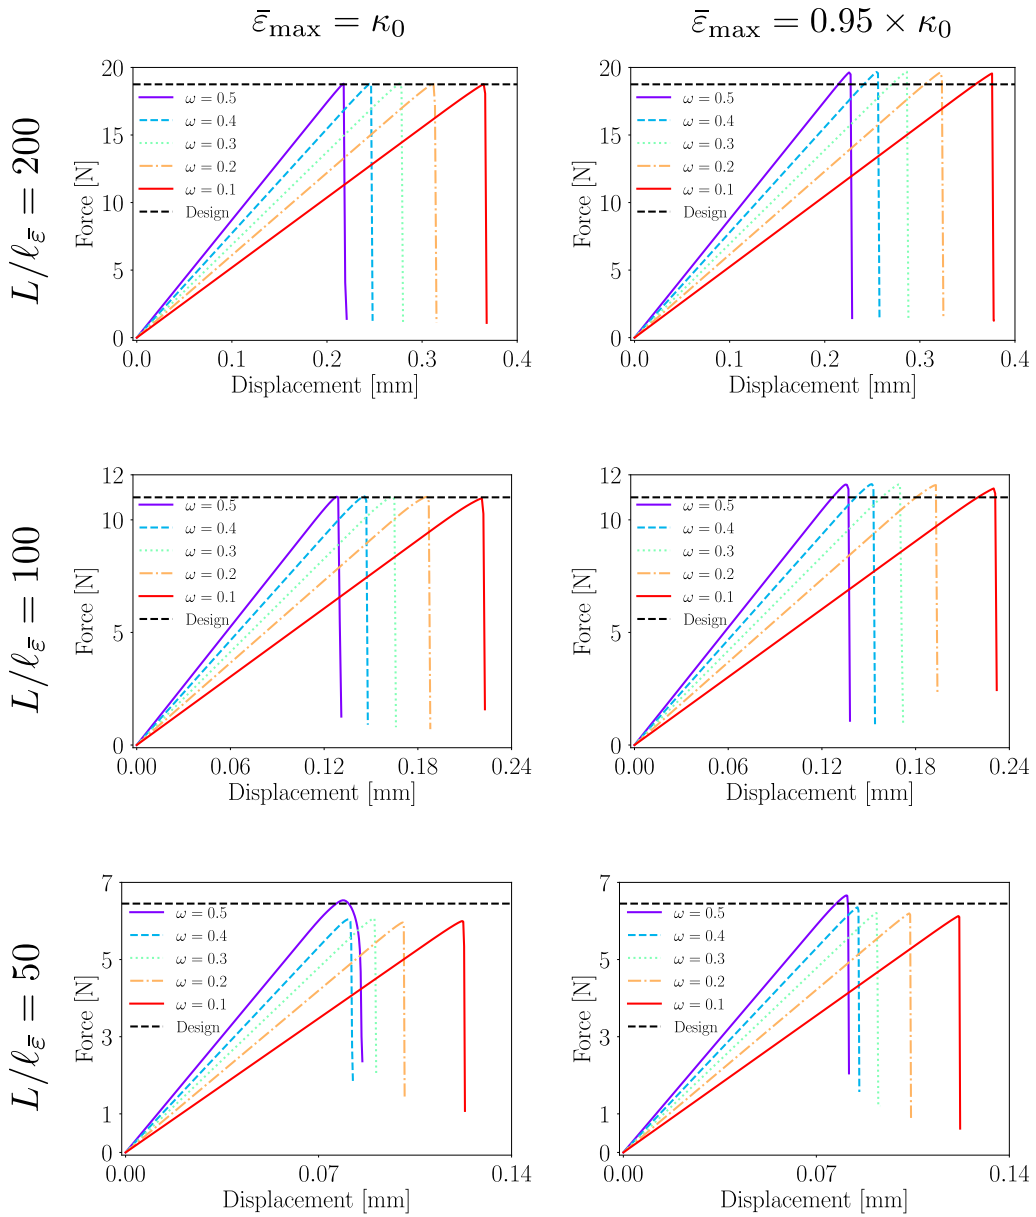 ε̄max = κ0
ε̄max = 0.95 × κ0
L/ℓε̄ = 200
20
15
10
5
0
Force [N]
ω = 0.5
ω = 0.4
ω = 0.3
ω = 0.2
ω = 0.1
Design
0.0 0.1 0.2 0.3 0.4
Displacement [mm]
20
15
10
5
0
Force [N]
ω = 0.5
ω = 0.4
ω = 0.3
ω = 0.2
ω = 0.1
Design
0.0 0.1 0.2 0.3 0.4
Displacement [mm]
L/ℓε̄ = 100
12
10
5
0
Force [N]
ω = 0.5
ω = 0.4
ω = 0.3
ω = 0.2
ω = 0.1
Design
0.00 0.06 0.12 0.18 0.24
Displacement [mm]
12
10
5
0
Force [N]
ω = 0.5
ω = 0.4
ω = 0.3
ω = 0.2
ω = 0.1
Design
0.00 0.06 0.12 0.18 0.24
Displacement [mm]
L/ℓε̄ = 50
7
5
3
1
0
Force [N]
ω = 0.5
ω = 0.4
ω = 0.3
ω = 0.2
ω = 0.1
Design
0.00 0.07 0.14
Displacement [mm]
7
5
3
1
0
Force [N]
ω = 0.5
ω = 0.4
ω = 0.3
ω = 0.2
ω = 0.1
Design
0.00 0.07 0.14
Displacement [mm]